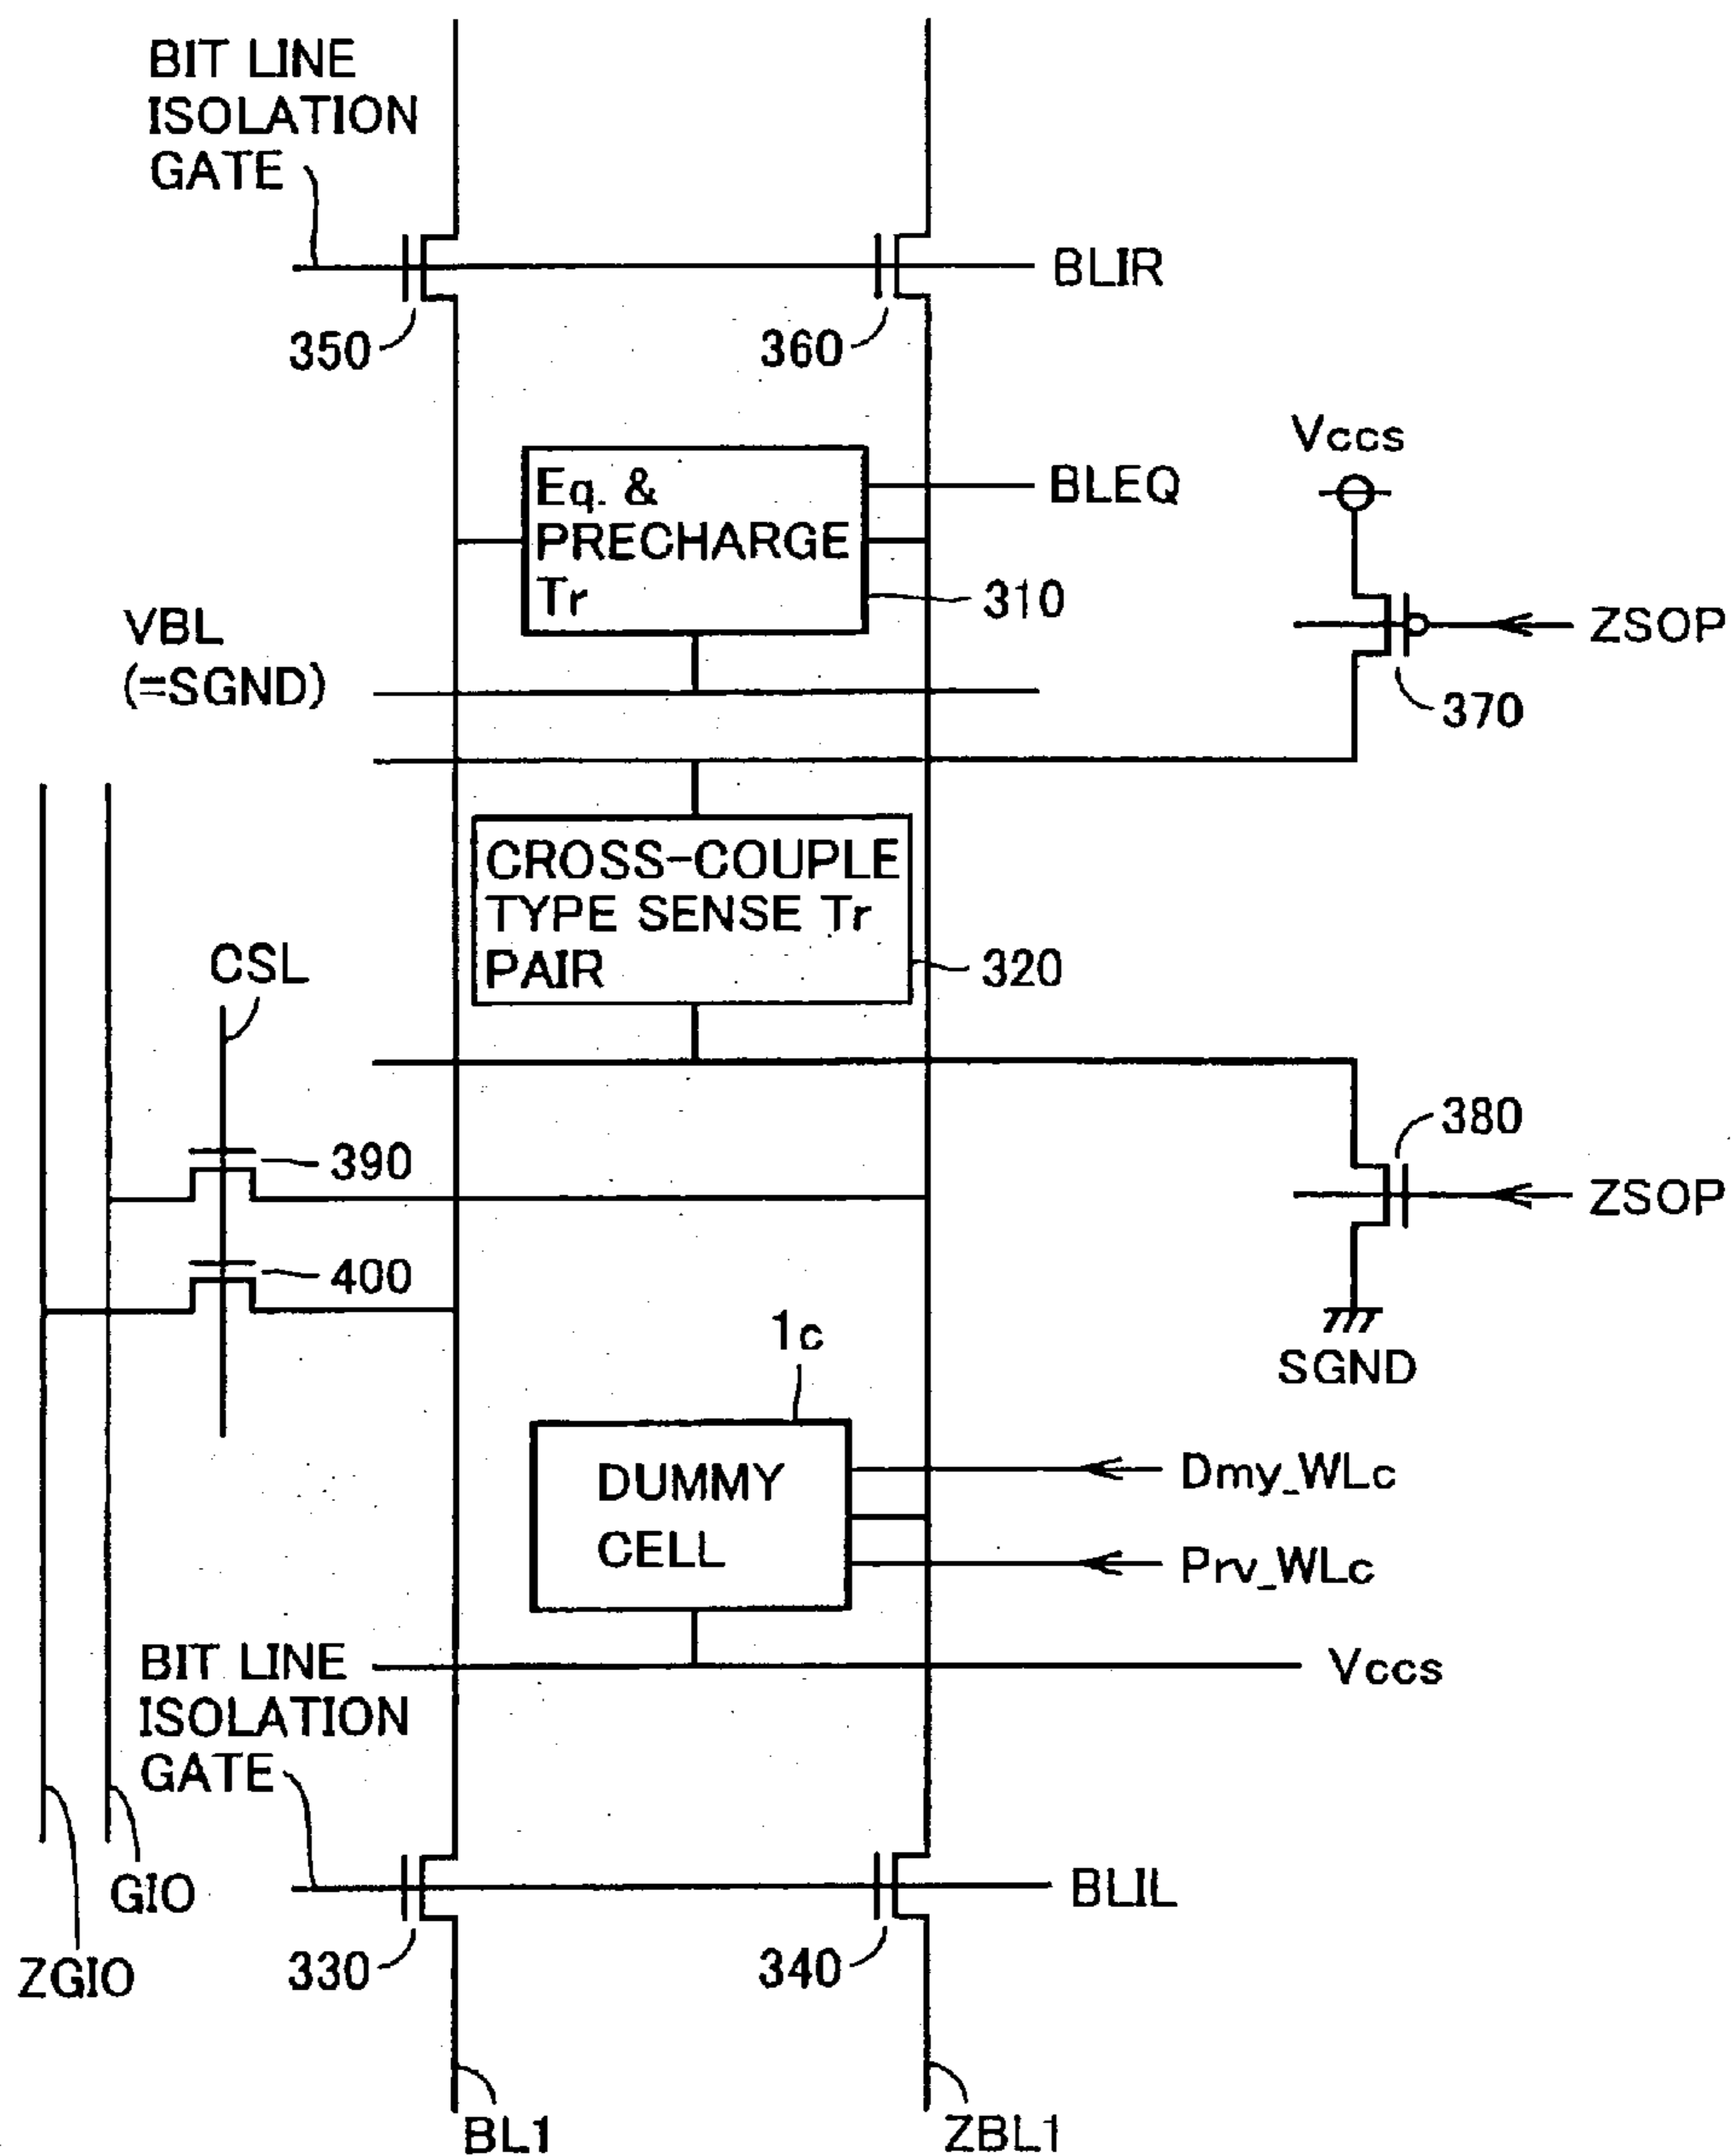 BIT LINE
ISOLATION
GATE
BLIR
350
360
Vccs
Eq. &
PRECHARGE
Tr
BLEQ
310
ZSOP
VBL
(=SGND)
370
CROSS-COUPLE
TYPE SENSE Tr
PAIR
320
CSL
380
390
ZSOP
400
1c
SGND
DUMMY
CELL
Dmy_WLc
Prv_WLc
BIT LINE
ISOLATION
GATE
Vccs
GIO
BLIL
ZGIO
330
340
BL1
ZBL1